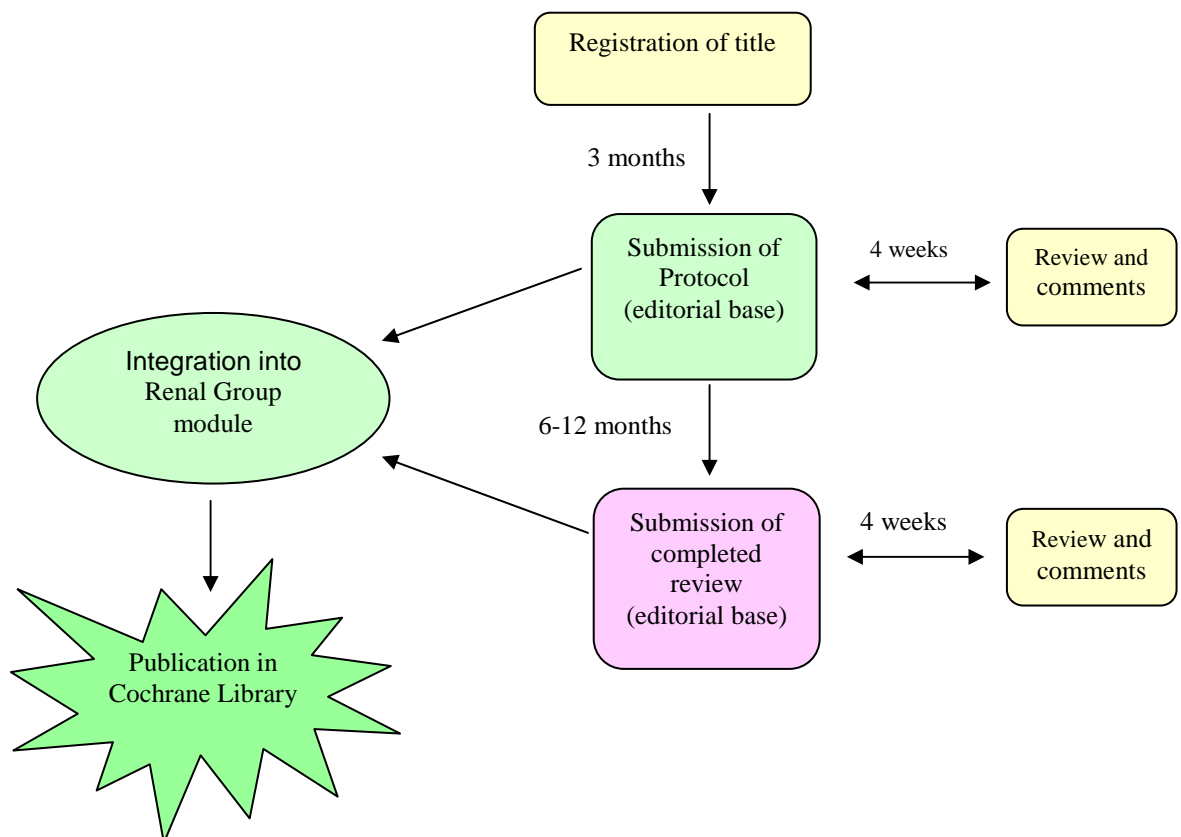 Registration of title
3 months
Submission of
Protocol
(editorial base)
4 weeks
Review and
comments
Integration into
Renal Group
module
6-12 months
Submission of
completed
review
(editorial base)
4 weeks
Review and
comments
Publication in
Cochrane Library